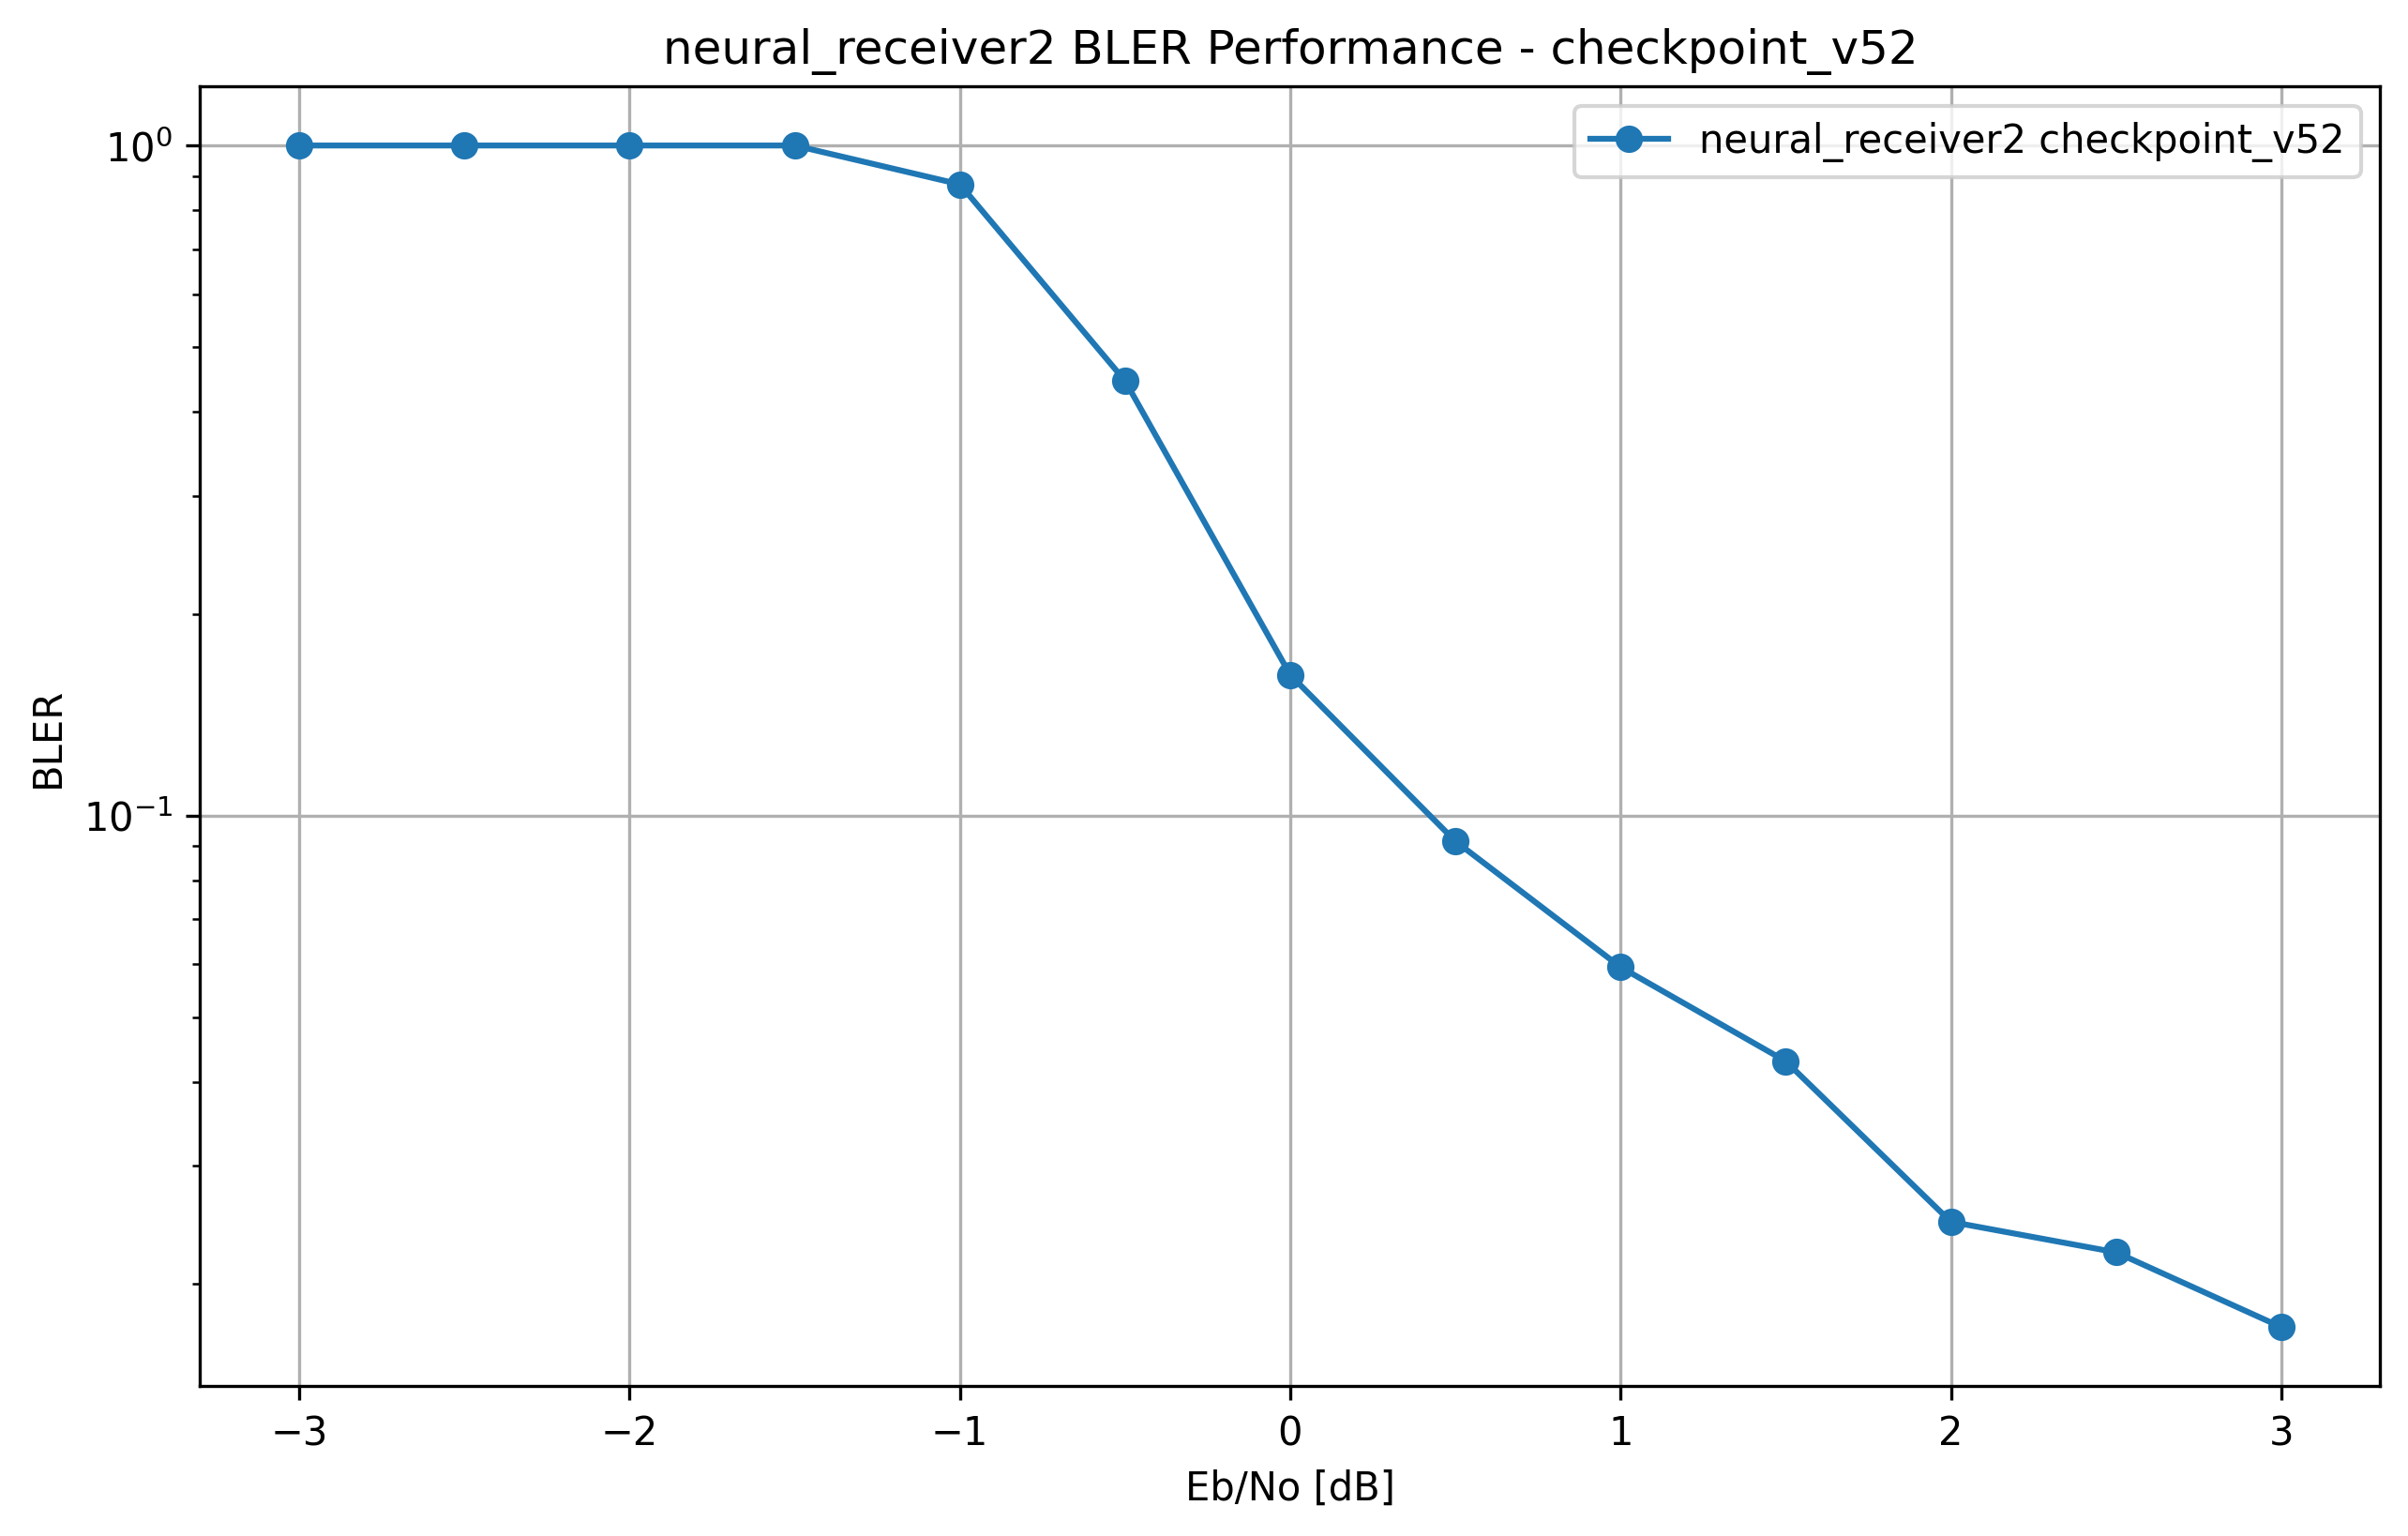 neural_receiver2 BLER Performance - checkpoint_v52
neural_receiver2 checkpoint_v52
10⁰
10⁻¹
BLER
−3 −2 −1 0 1 2 3
Eb/No [dB]